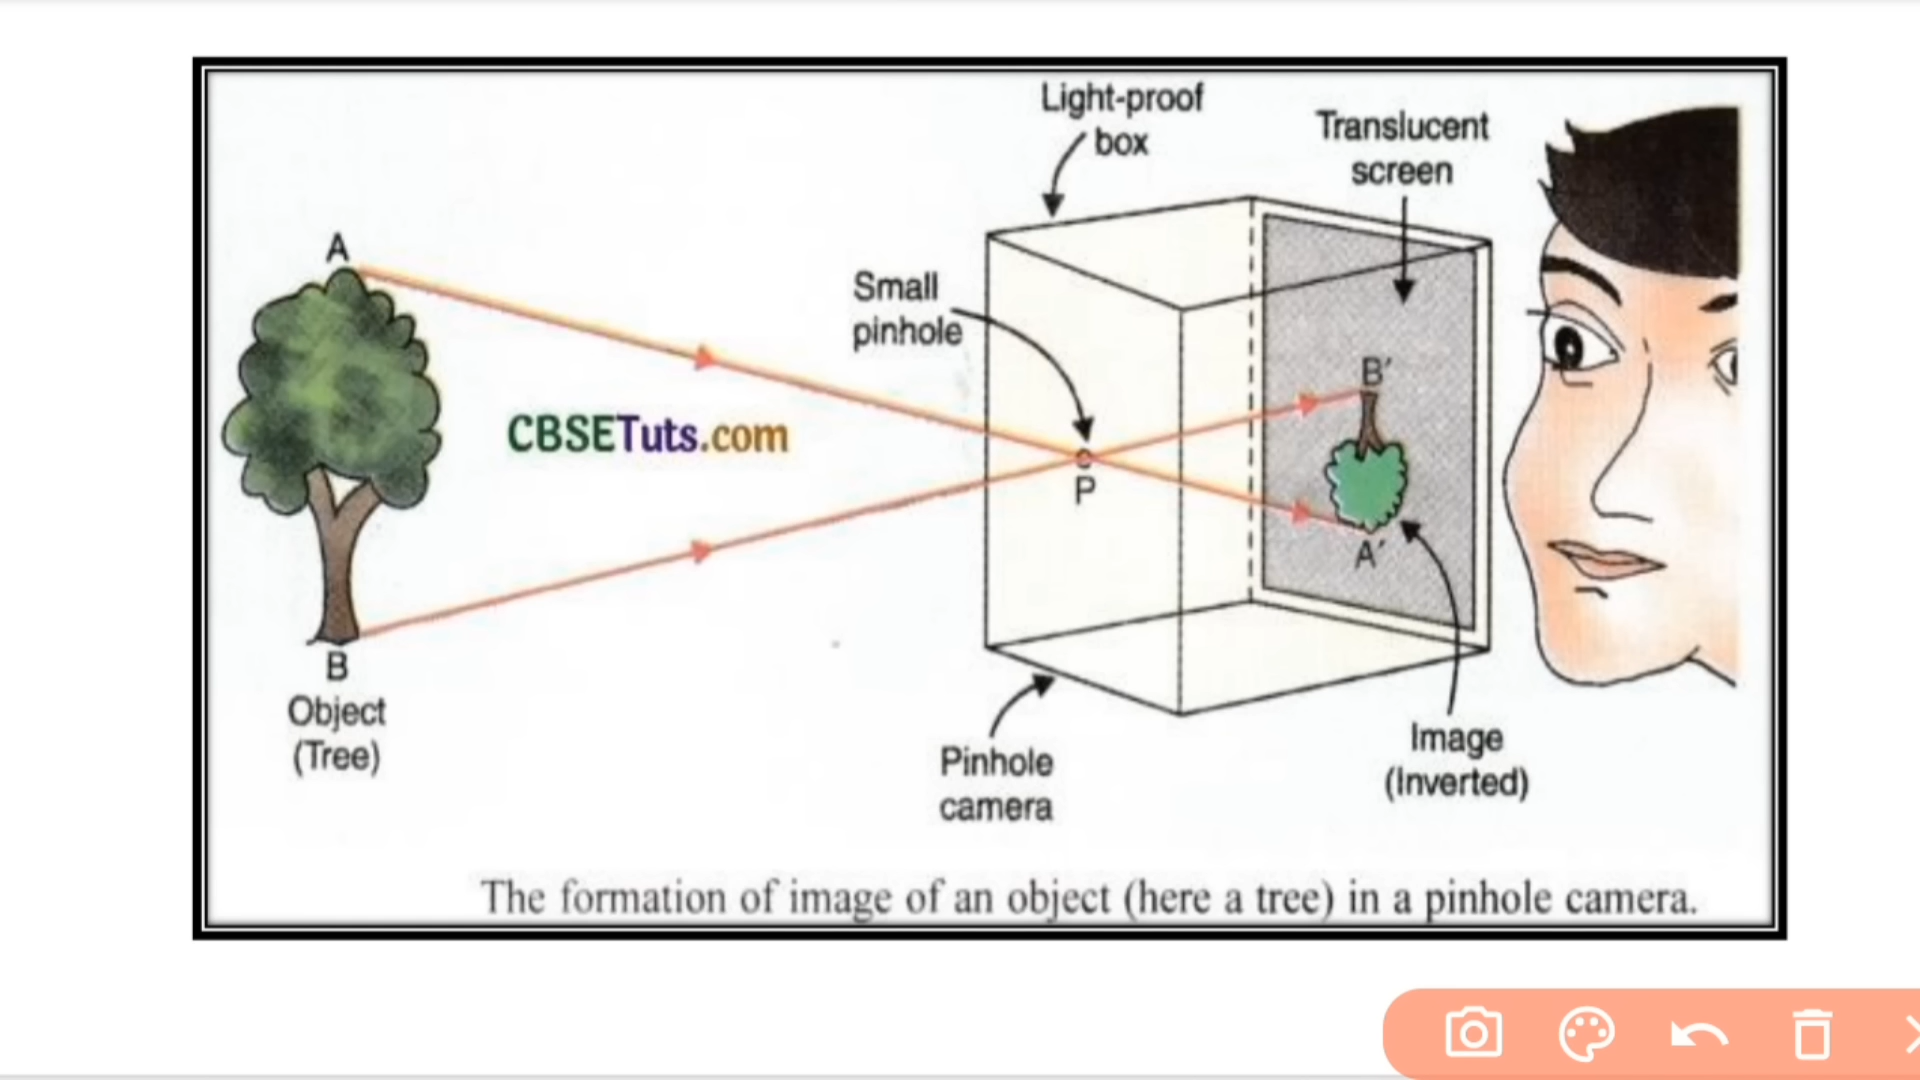 Light-proof
box
Translucent
screen
A
Small
pinhole
B′
CBSETuts.com
P
A′
B
Object
(Tree)
Image
(Inverted)
Pinhole
camera
The formation of image of an object (here a tree) in a pinhole camera.